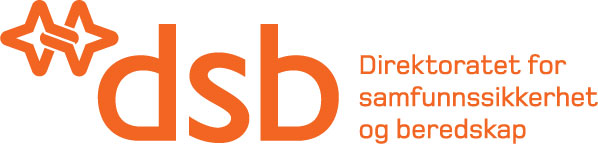 dsb
Direktoratet for
samfunnssikkerhet
og beredskap